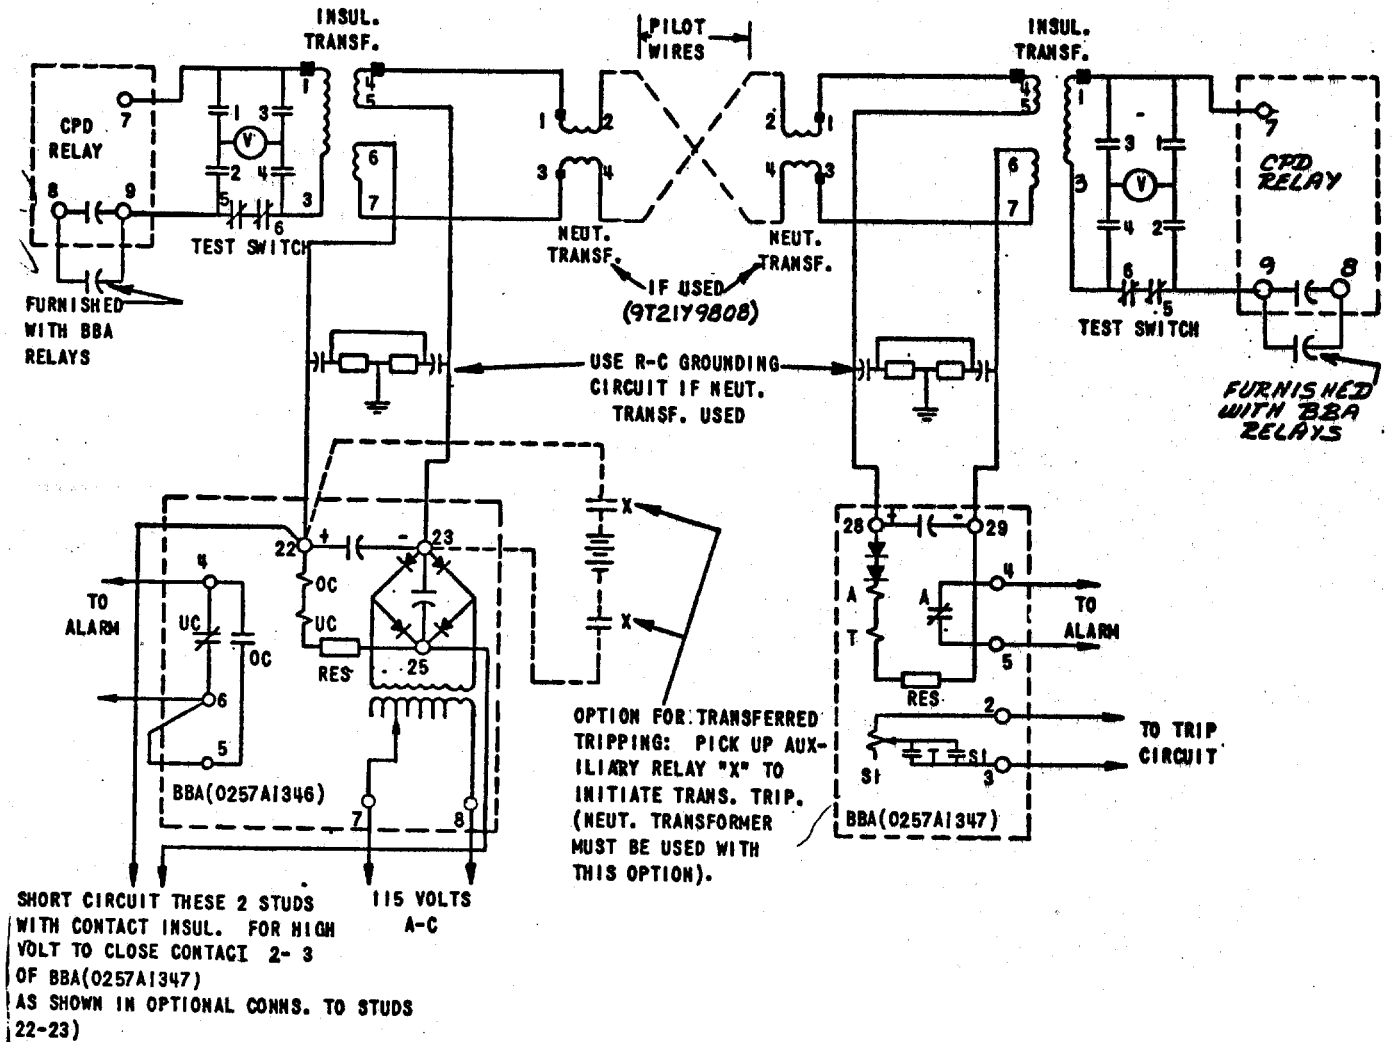 INSUL.
TRANSF.
PILOT
WIRES
INSUL.
TRANSF.
CPD
RELAY
7
8
9
1
3
V
2
4
5
6
TEST SWITCH
1
3
4
5
6
7
1
2
3
4
NEUT.
TRANSF.
2
1
4
3
NEUT.
TRANSF.
IF USED
(9T21Y9808)
4
5
6
7
1
3
3
1
V
4
2
6
5
TEST SWITCH
7
CPD
RELAY
9
8
FURNISHED
WITH BBA
RELAYS
FURNISHED
WITH BBA
RELAYS
USE R-C GROUNDING
CIRCUIT IF NEUT.
TRANSF. USED
22
+
-
23
OC
UC
RES
25
4
UC
OC
6
5
TO
ALARM
BBA(0257A1346)
7
8
115 VOLTS
A-C
X
X
OPTION FOR TRANSFERRED
TRIPPING: PICK UP AUX-
ILIARY RELAY "X" TO
INITIATE TRANS. TRIP.
(NEUT. TRANSFORMER
MUST BE USED WITH
THIS OPTION).
28
+
-
29
A
T
A
4
5
TO
ALARM
RES
2
SI
T
SI
3
TO TRIP
CIRCUIT
BBA(0257A1347)
SHORT CIRCUIT THESE 2 STUDS
WITH CONTACT INSUL. FOR HIGH
VOLT TO CLOSE CONTACT 2- 3
OF BBA(0257A1347)
AS SHOWN IN OPTIONAL CONNS. TO STUDS
22-23)